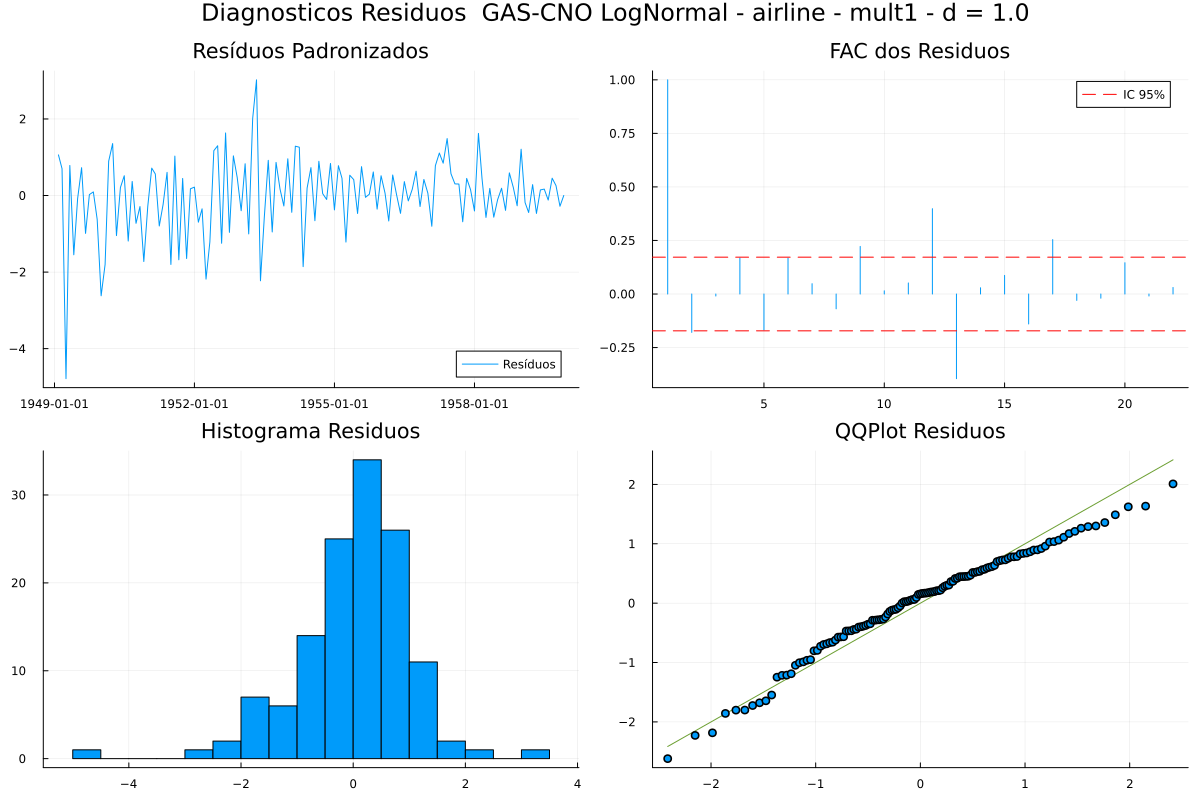 Diagnosticos Residuos  GAS-CNO LogNormal - airline - mult1 - d = 1.0
Resíduos Padronizados
2
0
−2
−4
1949-01-01 1952-01-01 1955-01-01 1958-01-01
Resíduos
FAC dos Residuos
1.00
0.75
0.50
0.25
0.00
−0.25
5 10 15 20
IC 95%
Histograma Residuos
30
20
10
0
−4 −2 0 2 4
QQPlot Residuos
2
1
0
−1
−2
−2 −1 0 1 2